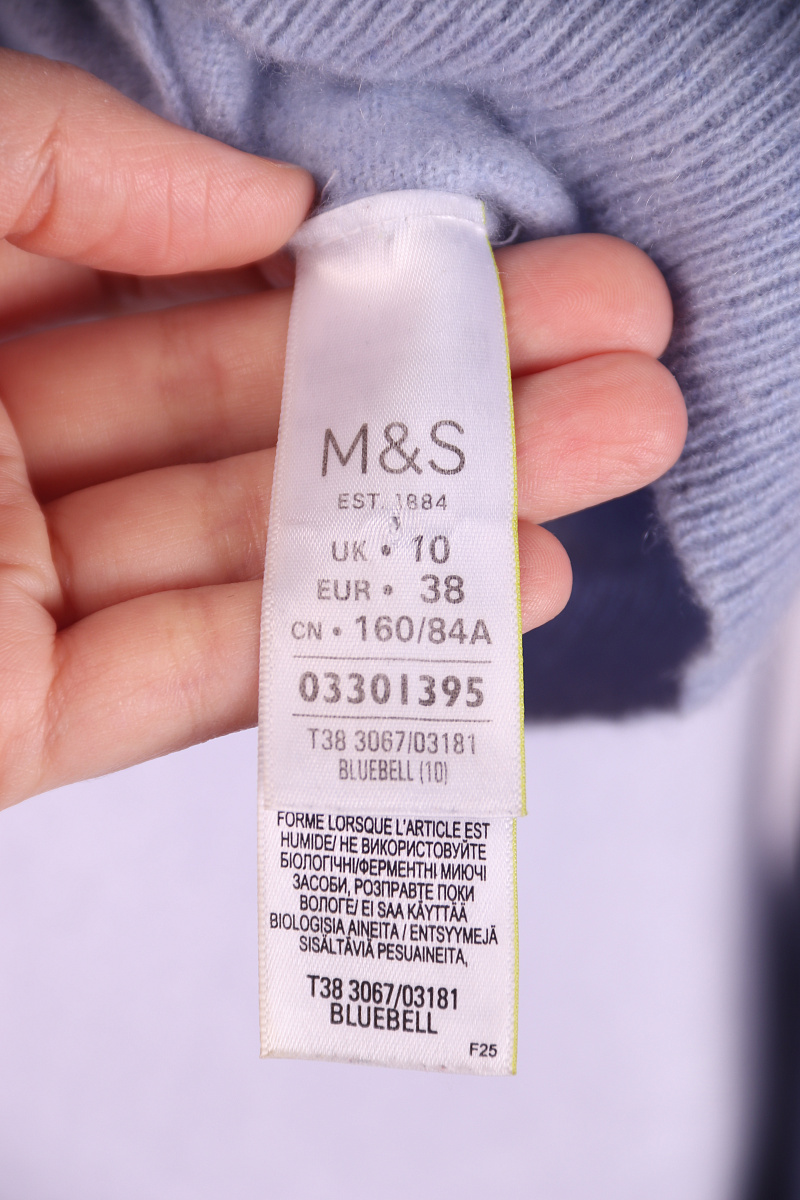 M&S
EST. 1884
UK • 10
EUR • 38
CN • 160/84A
03301395
T38 3067/03181
BLUEBELL (10)
FORME LORSQUE L'ARTICLE EST
HUMIDE/ НЕ ВИКОРИСТОВУЙТЕ
БІОЛОГІЧНІ/ФЕРМЕНТНІ МИЮЧІ
ЗАСОБИ, РОЗПРАВТЕ ПОКИ
ВОЛОГЕ/ EI SAA KÄYTTÄÄ
BIOLOGISIA AINEITA / ENTSYYMEJÄ
SISÄLTÄVIÄ PESUAINEITA,
T38 3067/03181
BLUEBELL
F25